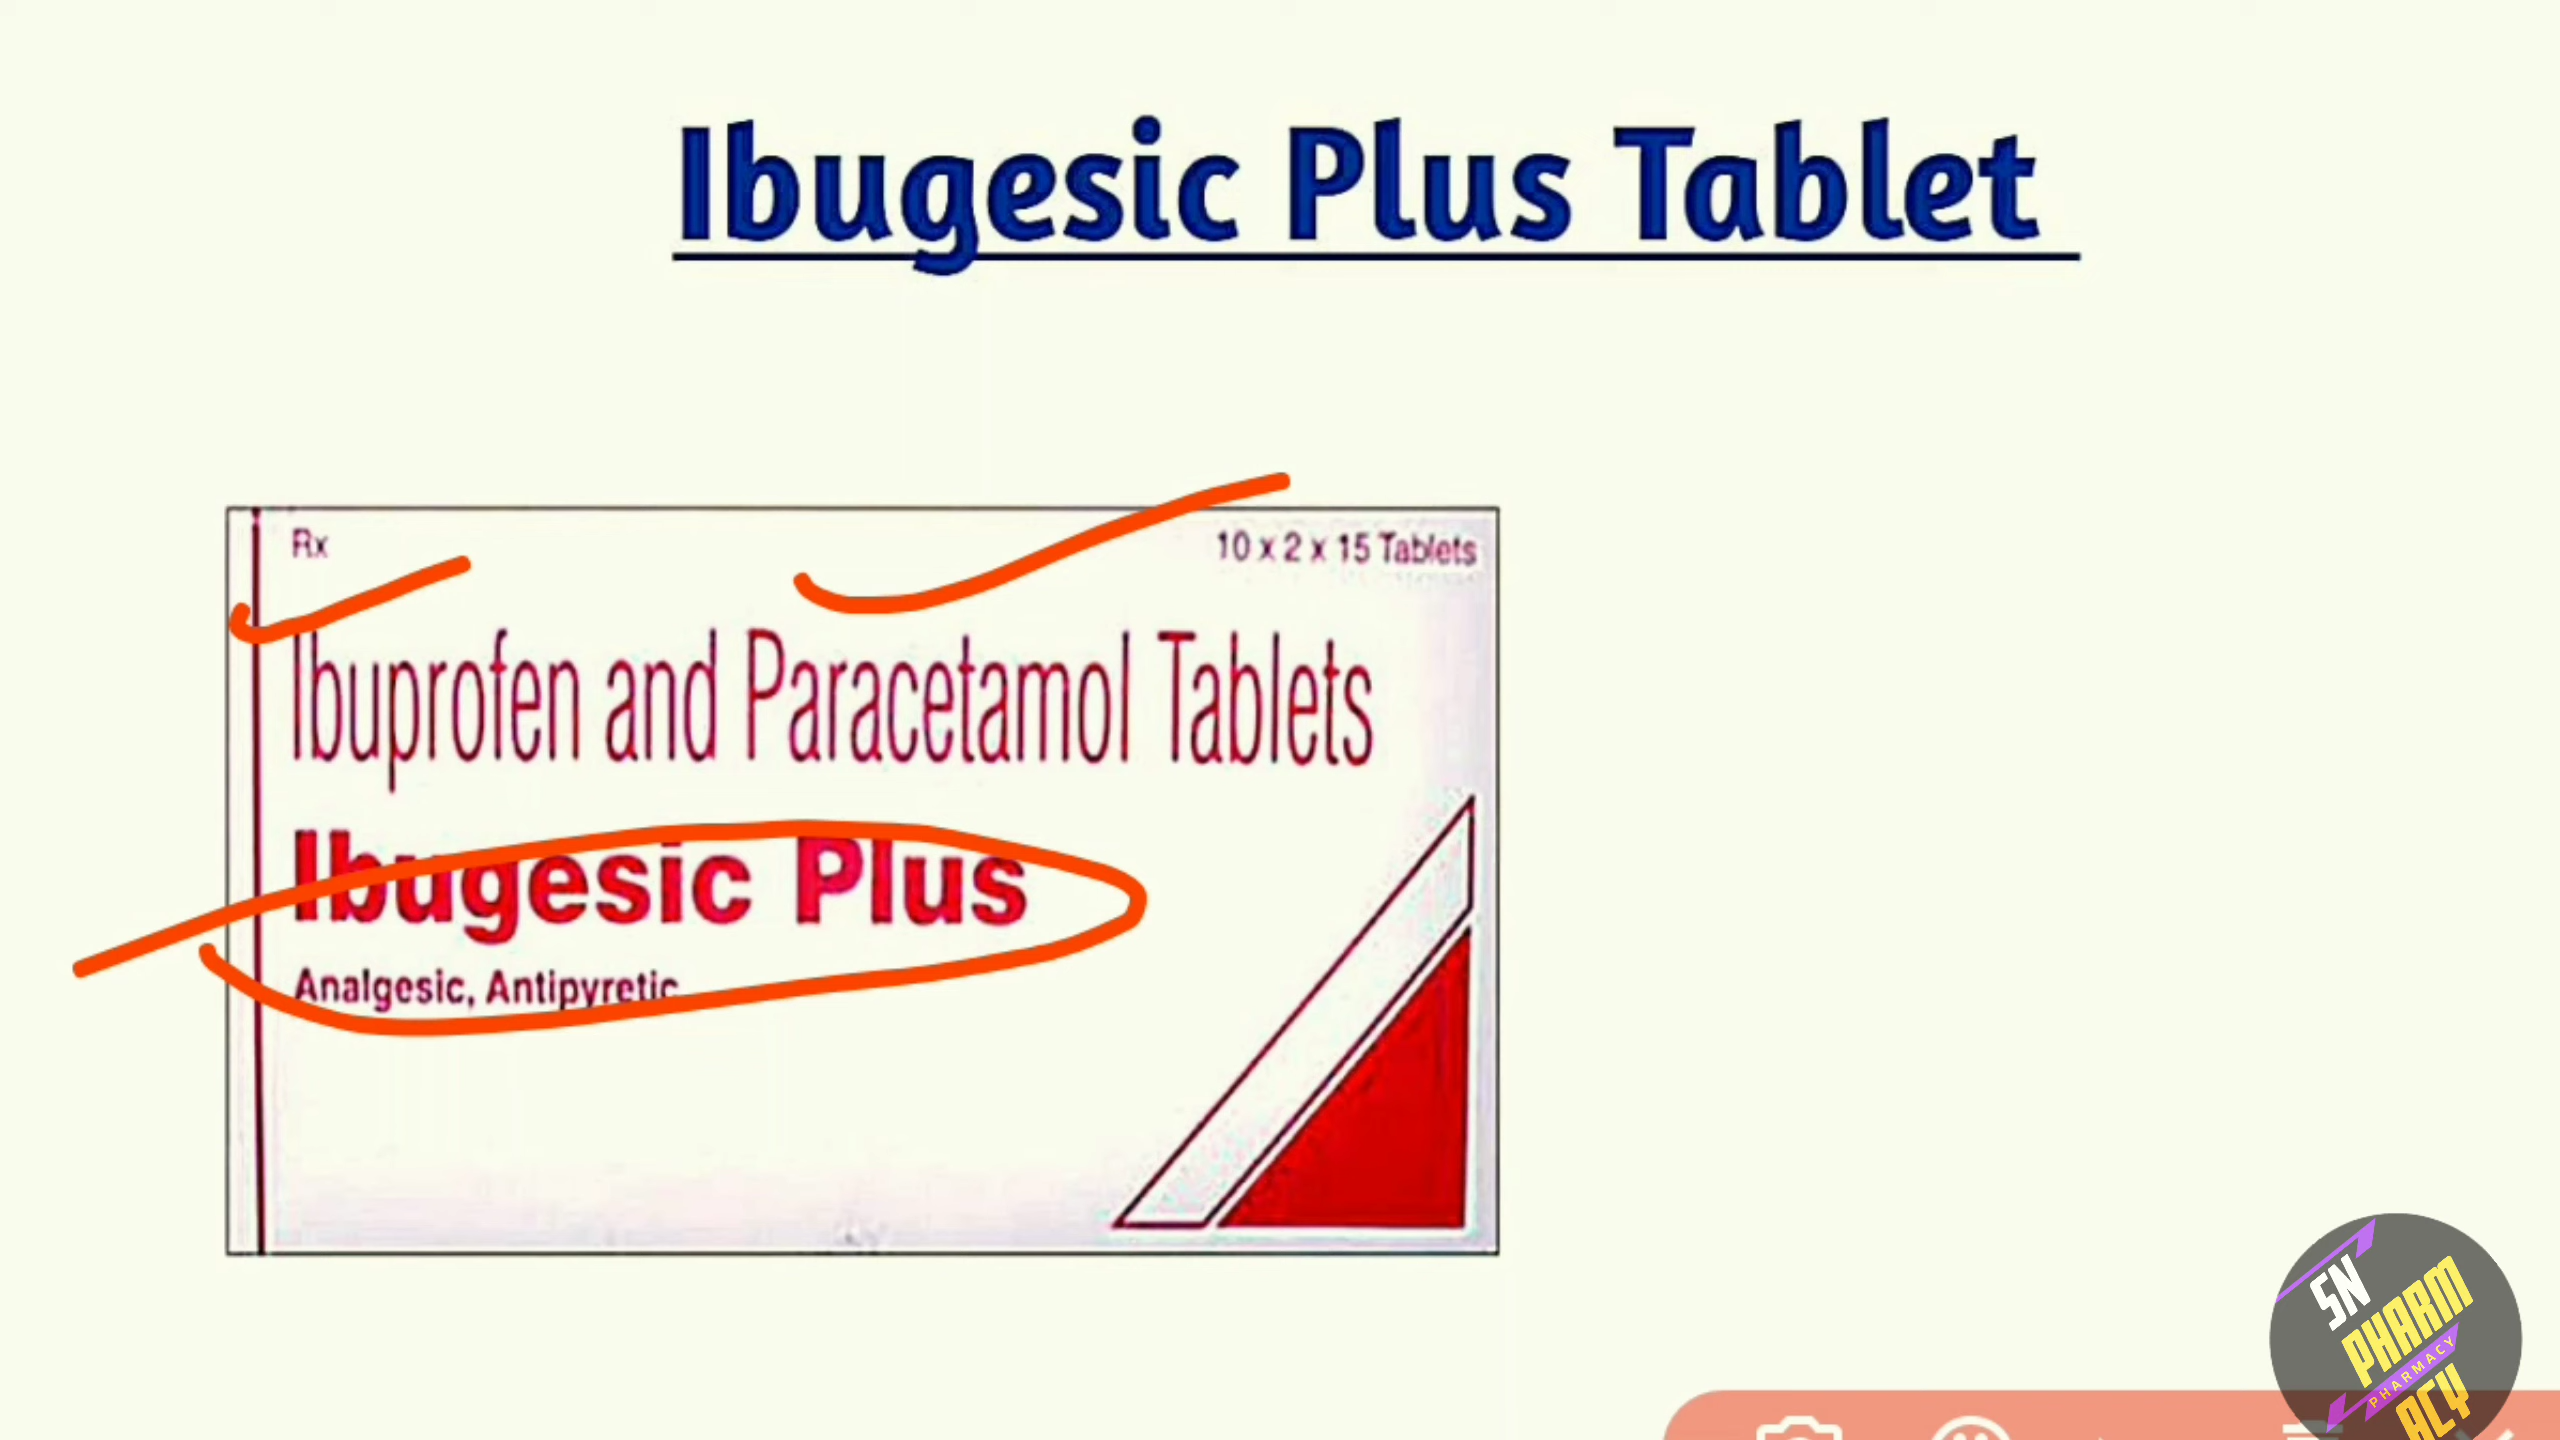 Ibugesic Plus Tablet
Rx
10 x 2 x 15 Tablets
Ibuprofen and Paracetamol Tablets
Ibugesic Plus
Analgesic, Antipyretic
SN
PHARM
PHARMACY
ACY